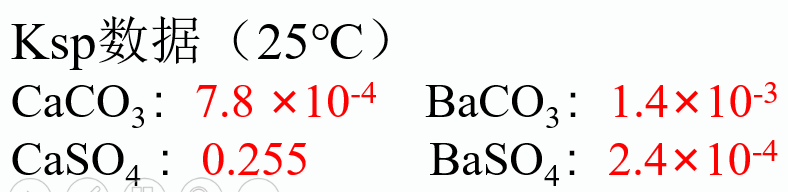 Ksp数据（25℃）
CaCO₃：7.8 ×10⁻⁴ BaCO₃：1.4×10⁻³
CaSO₄ ：0.255 BaSO₄：2.4×10⁻⁴